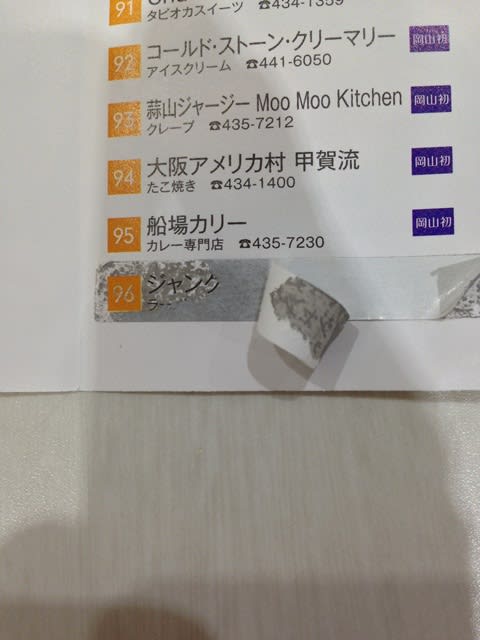 91
タピオカスイーツ ☎434-1359
92 コールド・ストーン・クリーマリー 岡山初
アイスクリーム ☎441-6050
93 蒜山ジャージー Moo Moo Kitchen 岡山初
クレープ ☎435-7212
94 大阪アメリカ村 甲賀流 岡山初
たこ焼き ☎434-1400
95 船場カリー 岡山初
カレー専門店 ☎435-7230
96 ジャンク
ラー